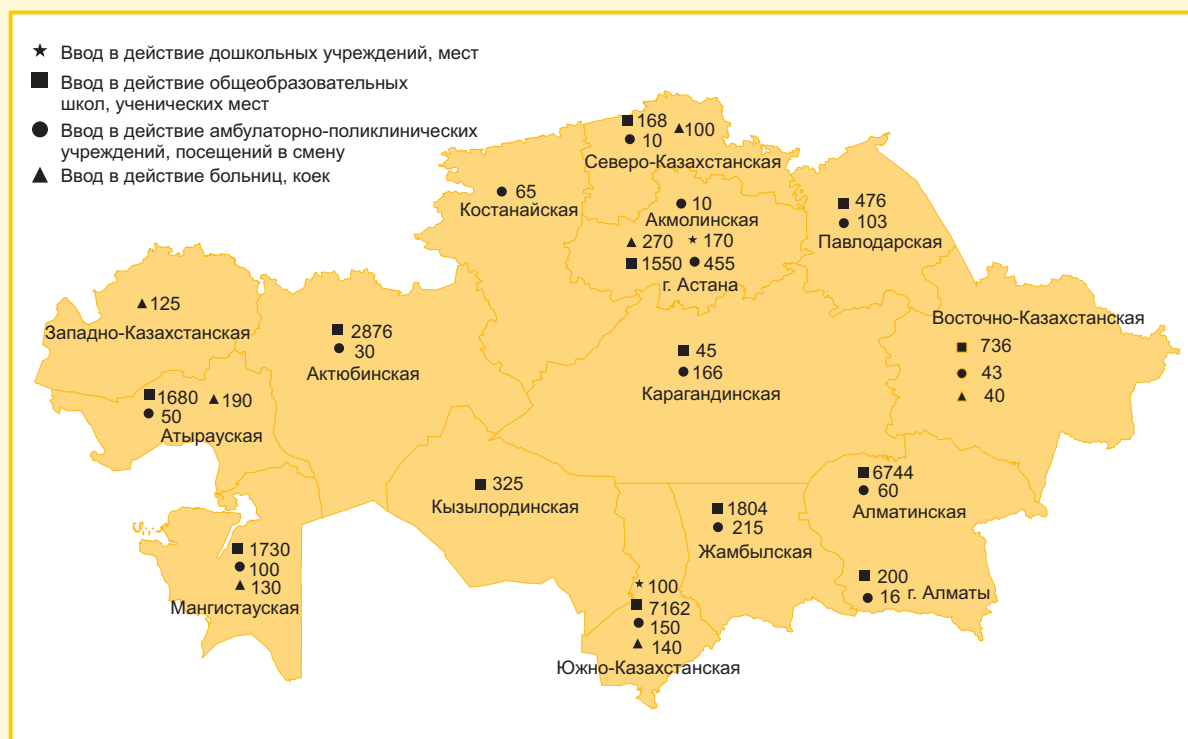 ★ Ввод в действие дошкольных учреждений, мест
■ Ввод в действие общеобразовательных
школ, ученических мест
● Ввод в действие амбулаторно-поликлинических
учреждений, посещений в смену
▲ Ввод в действие больниц, коек
■ 168 ▲ 100
● 10
Северо-Казахстанская
● 65
Костанайская
● 10
Акмолинская
▲ 270 ★ 170
■ 1550 ● 455
г. Астана
■ 476
● 103
Павлодарская
▲ 125
Западно-Казахстанская
■ 2876
● 30
Актюбинская
■ 45
● 166
Карагандинская
Восточно-Казахстанская
■ 736
● 43
▲ 40
■ 1680 ▲ 190
● 50
Атырауская
■ 325
Кызылординская
■ 1804
● 215
Жамбылская
■ 6744
● 60
Алматинская
■ 1730
● 100
▲ 130
Мангистауская
★ 100
■ 7162
● 150
▲ 140
Южно-Казахстанская
■ 200
● 16 г. Алматы